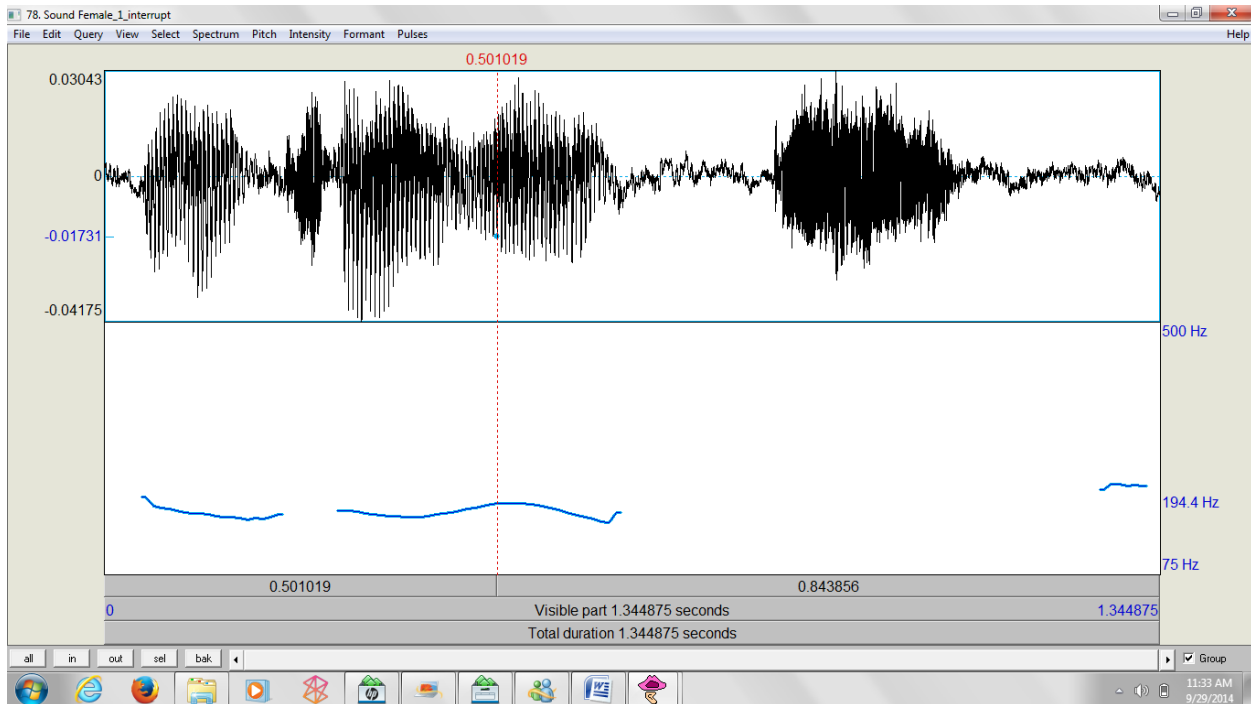 78. Sound Female_1_interrupt
File Edit Query View Select Spectrum Pitch Intensity Formant Pulses Help
0.501019
0.03043
0
-0.01731
-0.04175
500 Hz
194.4 Hz
75 Hz
0.501019 0.843856
0 Visible part 1.344875 seconds 1.344875
Total duration 1.344875 seconds
all in out sel bak Group
hp W
11:33 AM
9/29/2014